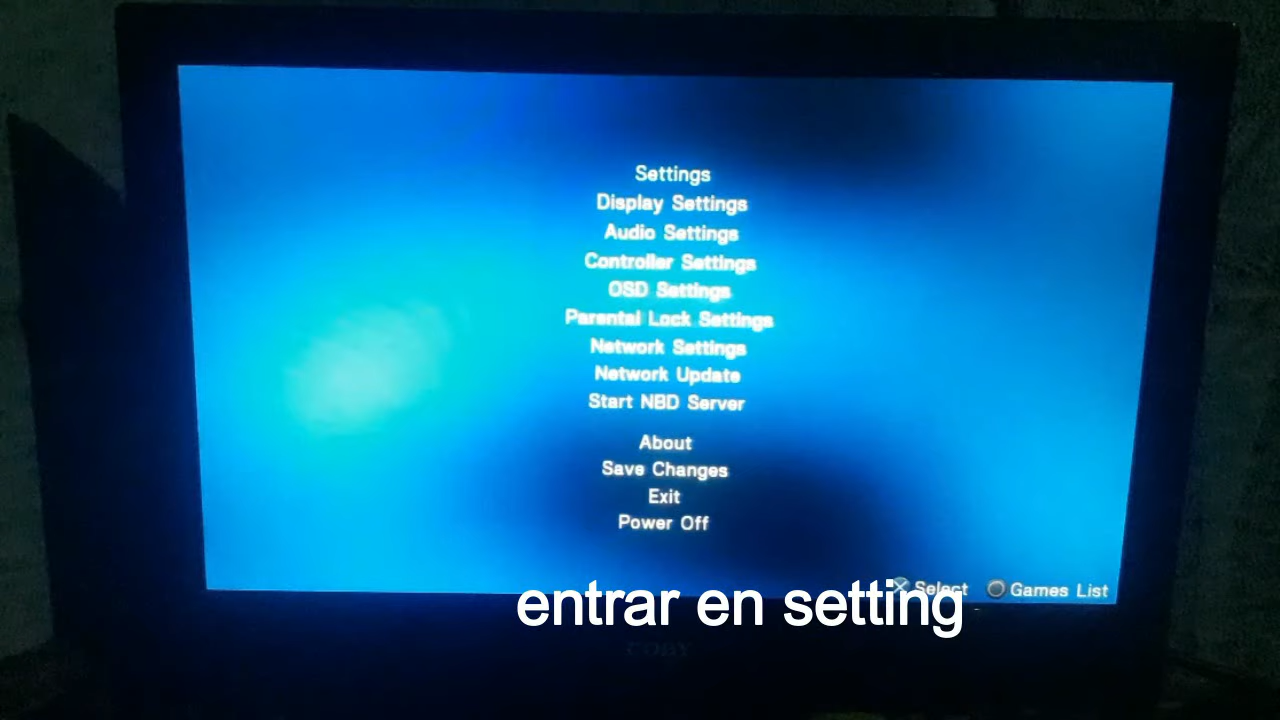 Settings
Display Settings
Audio Settings
Controller Settings
OSD Settings
Parental Lock Settings
Network Settings
Network Update
Start NBD Server
About
Save Changes
Exit
Power Off
Select Games List
entrar en setting
COBY